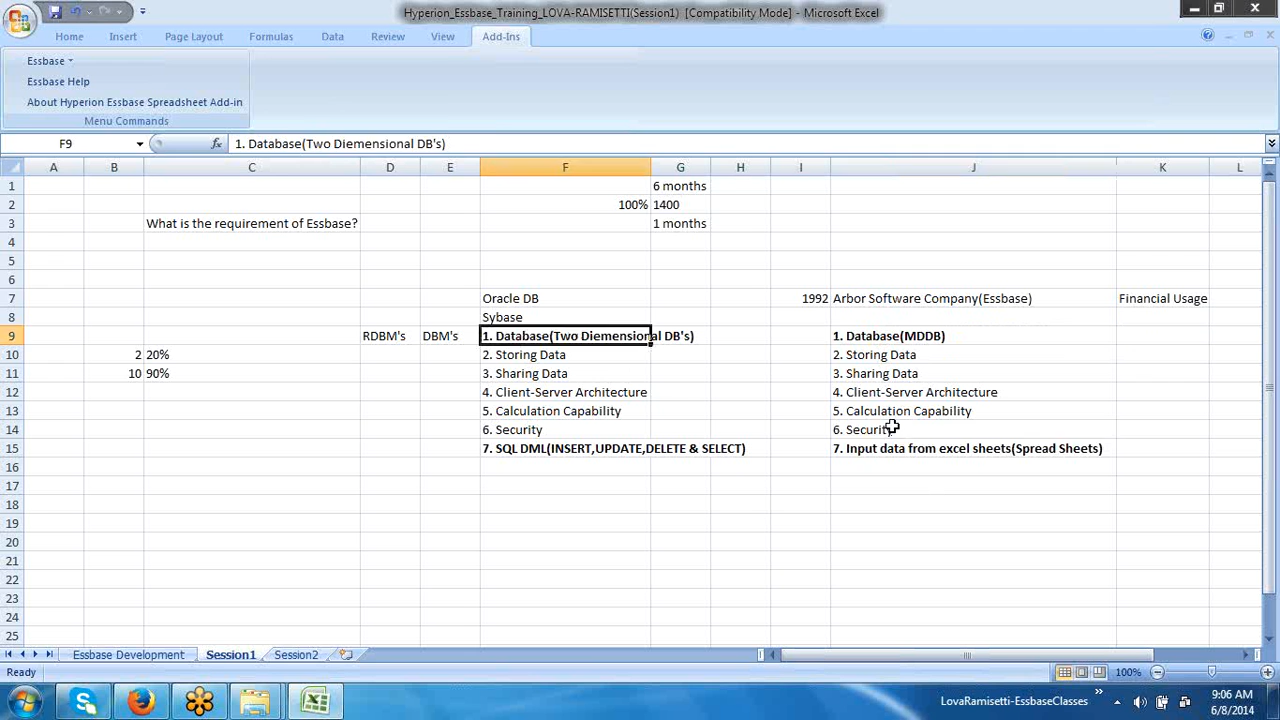 Hyperion_Essbase_Training_LOVA-RAMISETTI(Session1) [Compatibility Mode] - Microsoft Excel
Home Insert Page Layout Formulas Data Review View Add-Ins
Essbase
Essbase Help
About Hyperion Essbase Spreadsheet Add-in
Menu Commands
F9 fx 1. Database(Two Diemensional DB's)
A B C D E F G H I J K L
1 6 months
2 100% 1400
3 What is the requirement of Essbase? 1 months
4
5
6
7 Oracle DB 1992 Arbor Software Company(Essbase) Financial Usage
8 Sybase
9 RDBM's DBM's 1. Database(Two Diemensional DB's) 1. Database(MDDB)
10 2 20% 2. Storing Data 2. Storing Data
11 10 90% 3. Sharing Data 3. Sharing Data
12 4. Client-Server Architecture 4. Client-Server Architecture
13 5. Calculation Capability 5. Calculation Capability
14 6. Security 6. Security
15 7. SQL DML(INSERT,UPDATE,DELETE & SELECT) 7. Input data from excel sheets(Spread Sheets)
16
17
18
19
20
21
22
23
24
25
Essbase Development Session1 Session2
Ready 100%
LovaRamisetti-EssbaseClasses 9:06 AM
6/8/2014